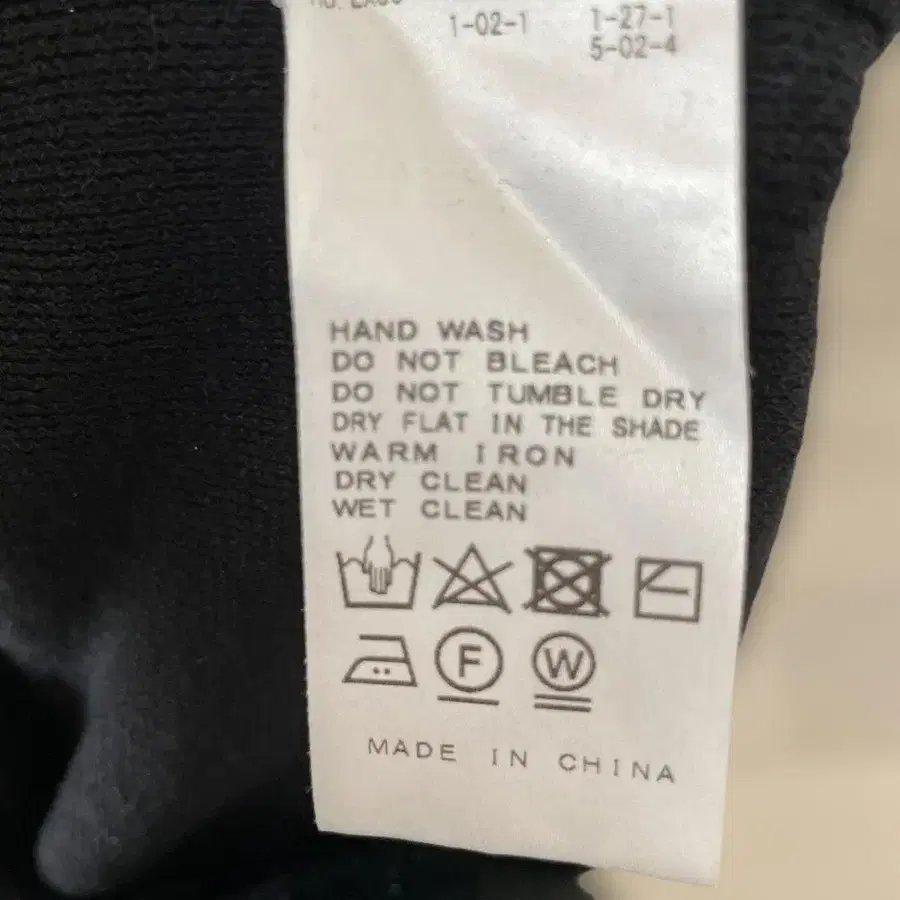 1-02-1 1-27-1
5-02-4
HAND WASH
DO NOT BLEACH
DO NOT TUMBLE DRY
DRY FLAT IN THE SHADE
WARM IRON
DRY CLEAN
WET CLEAN
F W
MADE IN CHINA